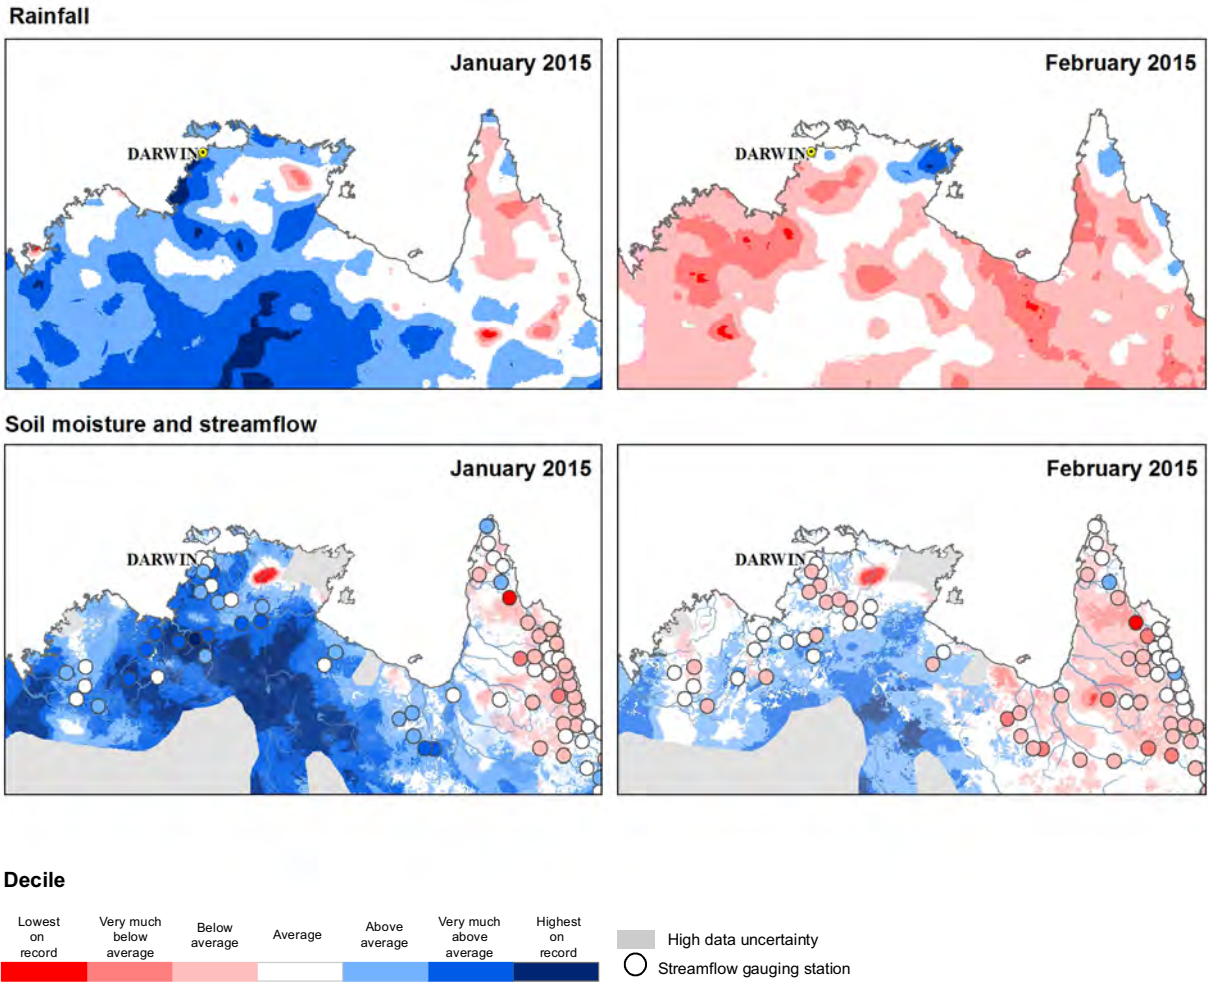 Rainfall
January 2015
DARWIN
February 2015
DARWIN
Soil moisture and streamflow
January 2015
DARWIN
February 2015
DARWIN
Decile
Lowest
on
record
Very much
below
average
Below
average
Average
Above
average
Very much
above
average
Highest
on
record
High data uncertainty
Streamflow gauging station